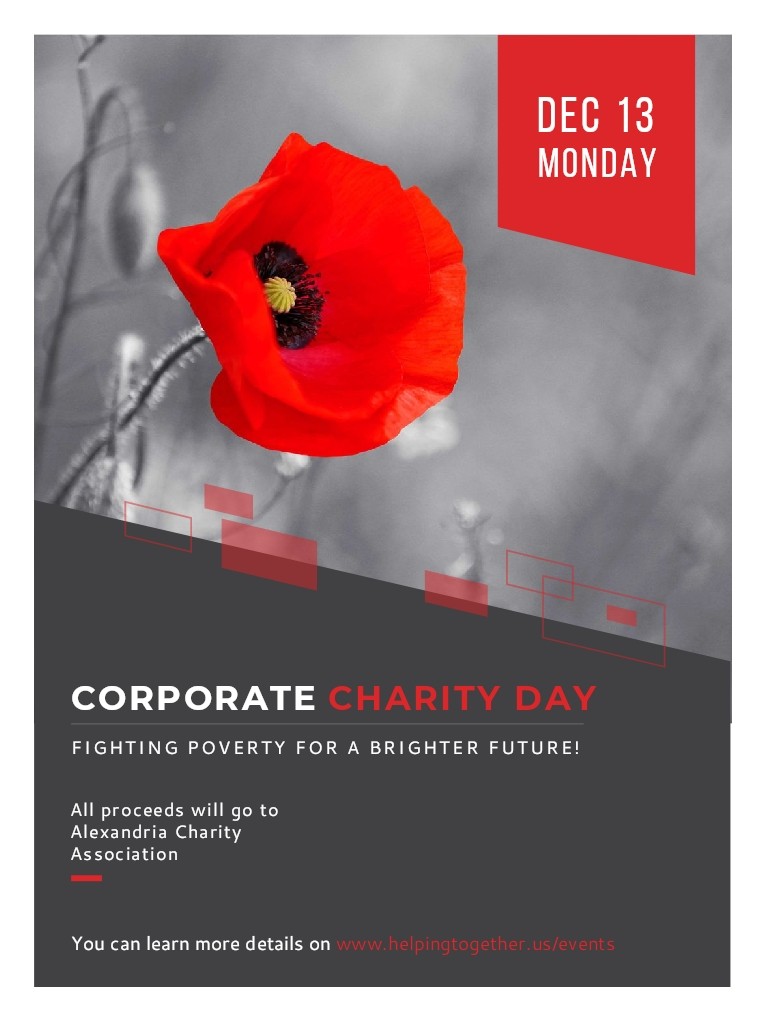 DEC 13
MONDAY
CORPORATE CHARITY DAY
FIGHTING POVERTY FOR A BRIGHTER FUTURE!
All proceeds will go to
Alexandria Charity
Association
You can learn more details on www.helpingtogether.us/events